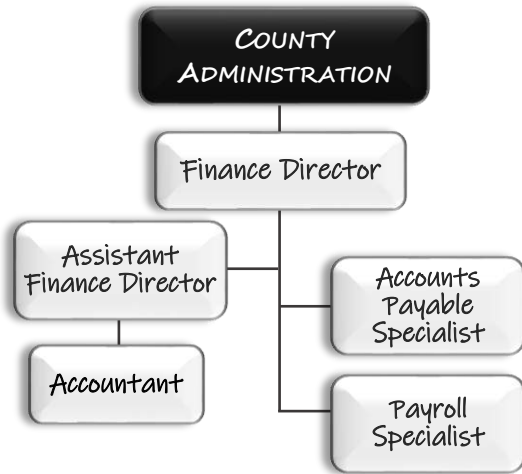 COUNTY
ADMINISTRATION
Finance Director
Assistant
Finance Director
Accounts
Payable
Specialist
Accountant
Payroll
Specialist